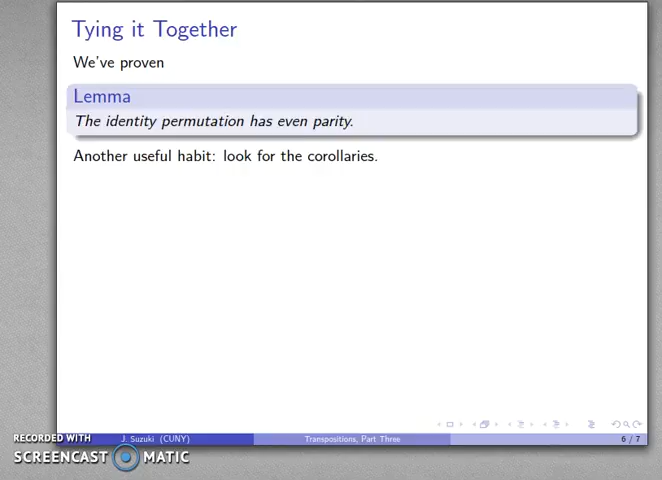 Tying it Together
We've proven
Lemma
The identity permutation has even parity.
Another useful habit: look for the corollaries.
J. Suzuki (CUNY)
Transpositions, Part Three
6 / 7
RECORDED WITH
SCREENCAST MATIC